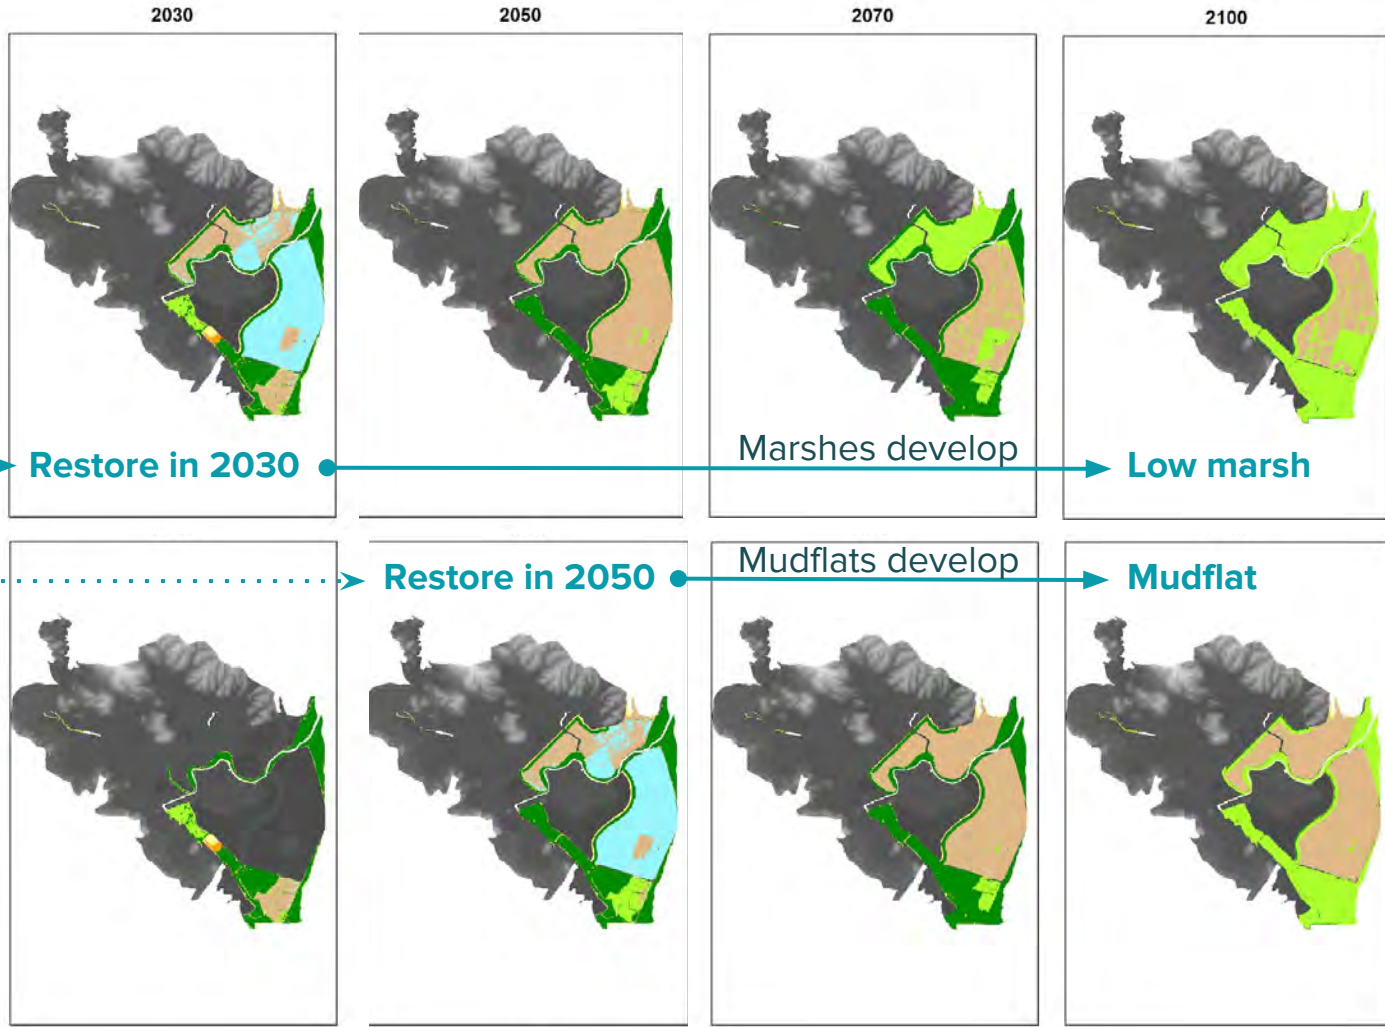 2030
2050
2070
2100
Restore in 2030
Marshes develop
Low marsh
Restore in 2050
Mudflats develop
Mudflat